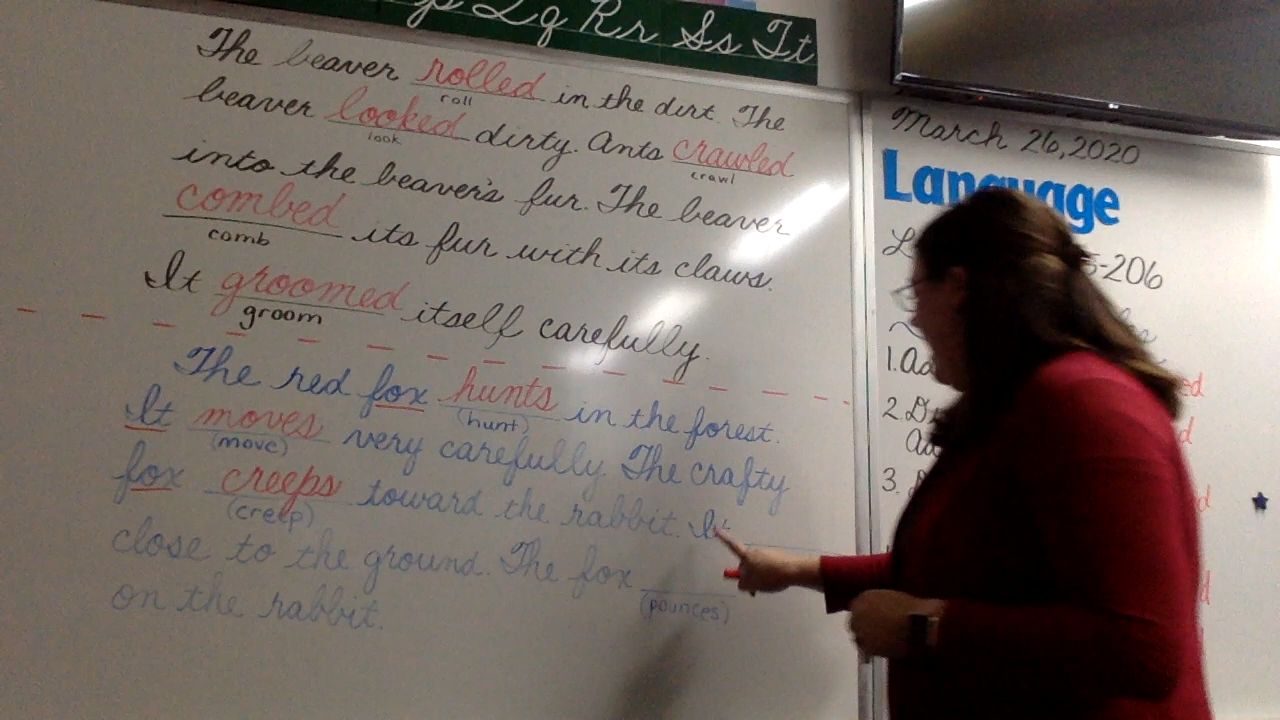 p Qq Rr Ss Tt
The beaver rolled in the dirt. The
roll
beaver looked dirty. Ants crawled
look crawl
into the beaver's fur. The beaver
combed its fur with its claws.
comb
It groomed itself carefully.
groom
The red fox hunts in the forest.
(hunt)
It moves very carefully. The crafty
(move)
fox creeps toward the rabbit. It
(creep)
close to the ground. The fox
(pounces)
on the rabbit.
March 26, 2020
Language
-206
1.
2.
3.